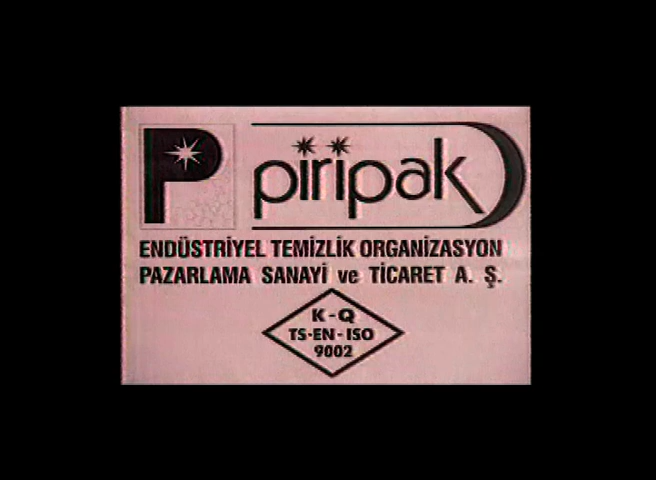 P piripak
ENDÜSTRİYEL TEMİZLİK ORGANİZASYON
PAZARLAMA SANAYİ ve TİCARET A. Ş.
K - Q
TS-EN-ISO
9002